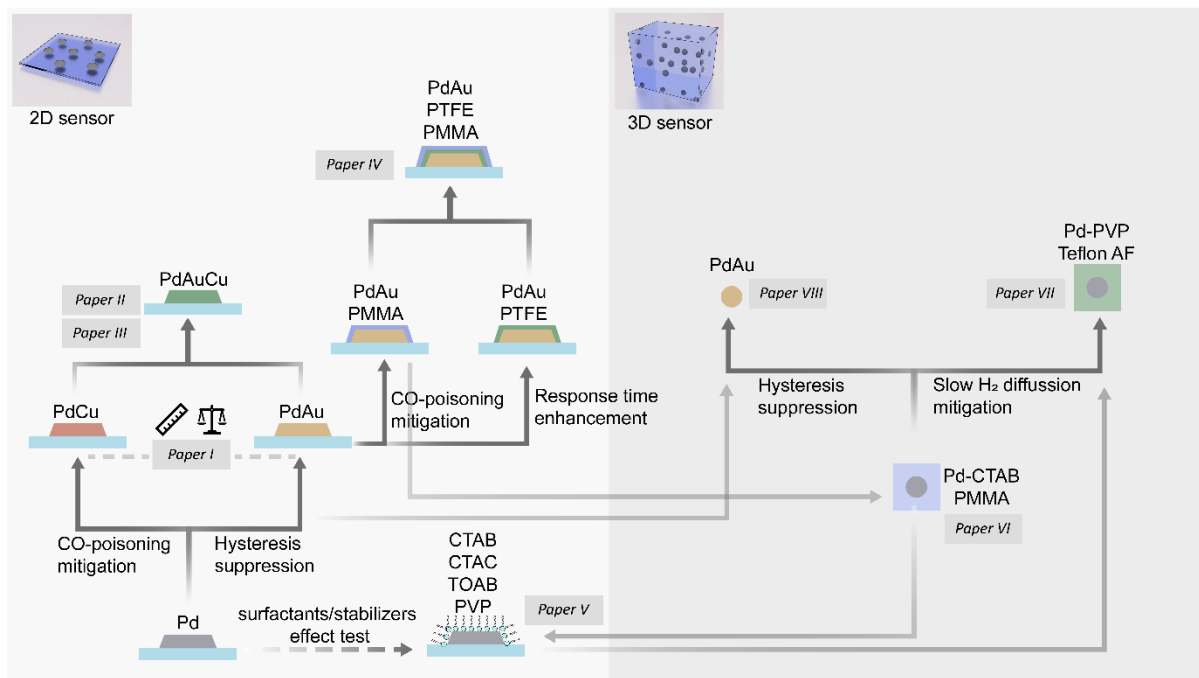 2D sensor
3D sensor
PdAu
PTFE
PMMA
Paper IV
Pd-PVP
Teflon AF
PdAu
Paper VIII
Paper VII
PdAuCu
Paper II
Paper III
PdAu
PMMA
PdAu
PTFE
CO-poisoning
mitigation
Response time
enhancement
Hysteresis
suppression
Slow H₂ diffussion
mitigation
PdCu
PdAu
Paper I
Pd-CTAB
PMMA
Paper VI
CO-poisoning
mitigation
Hysteresis
suppression
CTAB
CTAC
TOAB
PVP
Paper V
Pd
surfactants/stabilizers
effect test